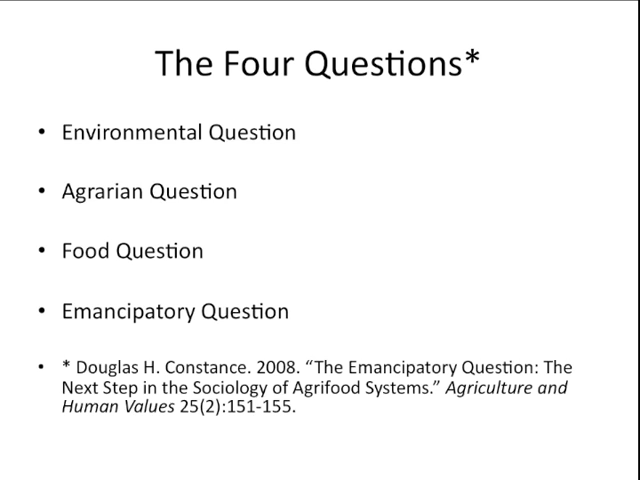 The Four Questions*
• Environmental Question
• Agrarian Question
• Food Question
• Emancipatory Question
• * Douglas H. Constance. 2008. “The Emancipatory Question: The
Next Step in the Sociology of Agrifood Systems.” Agriculture and
Human Values 25(2):151-155.